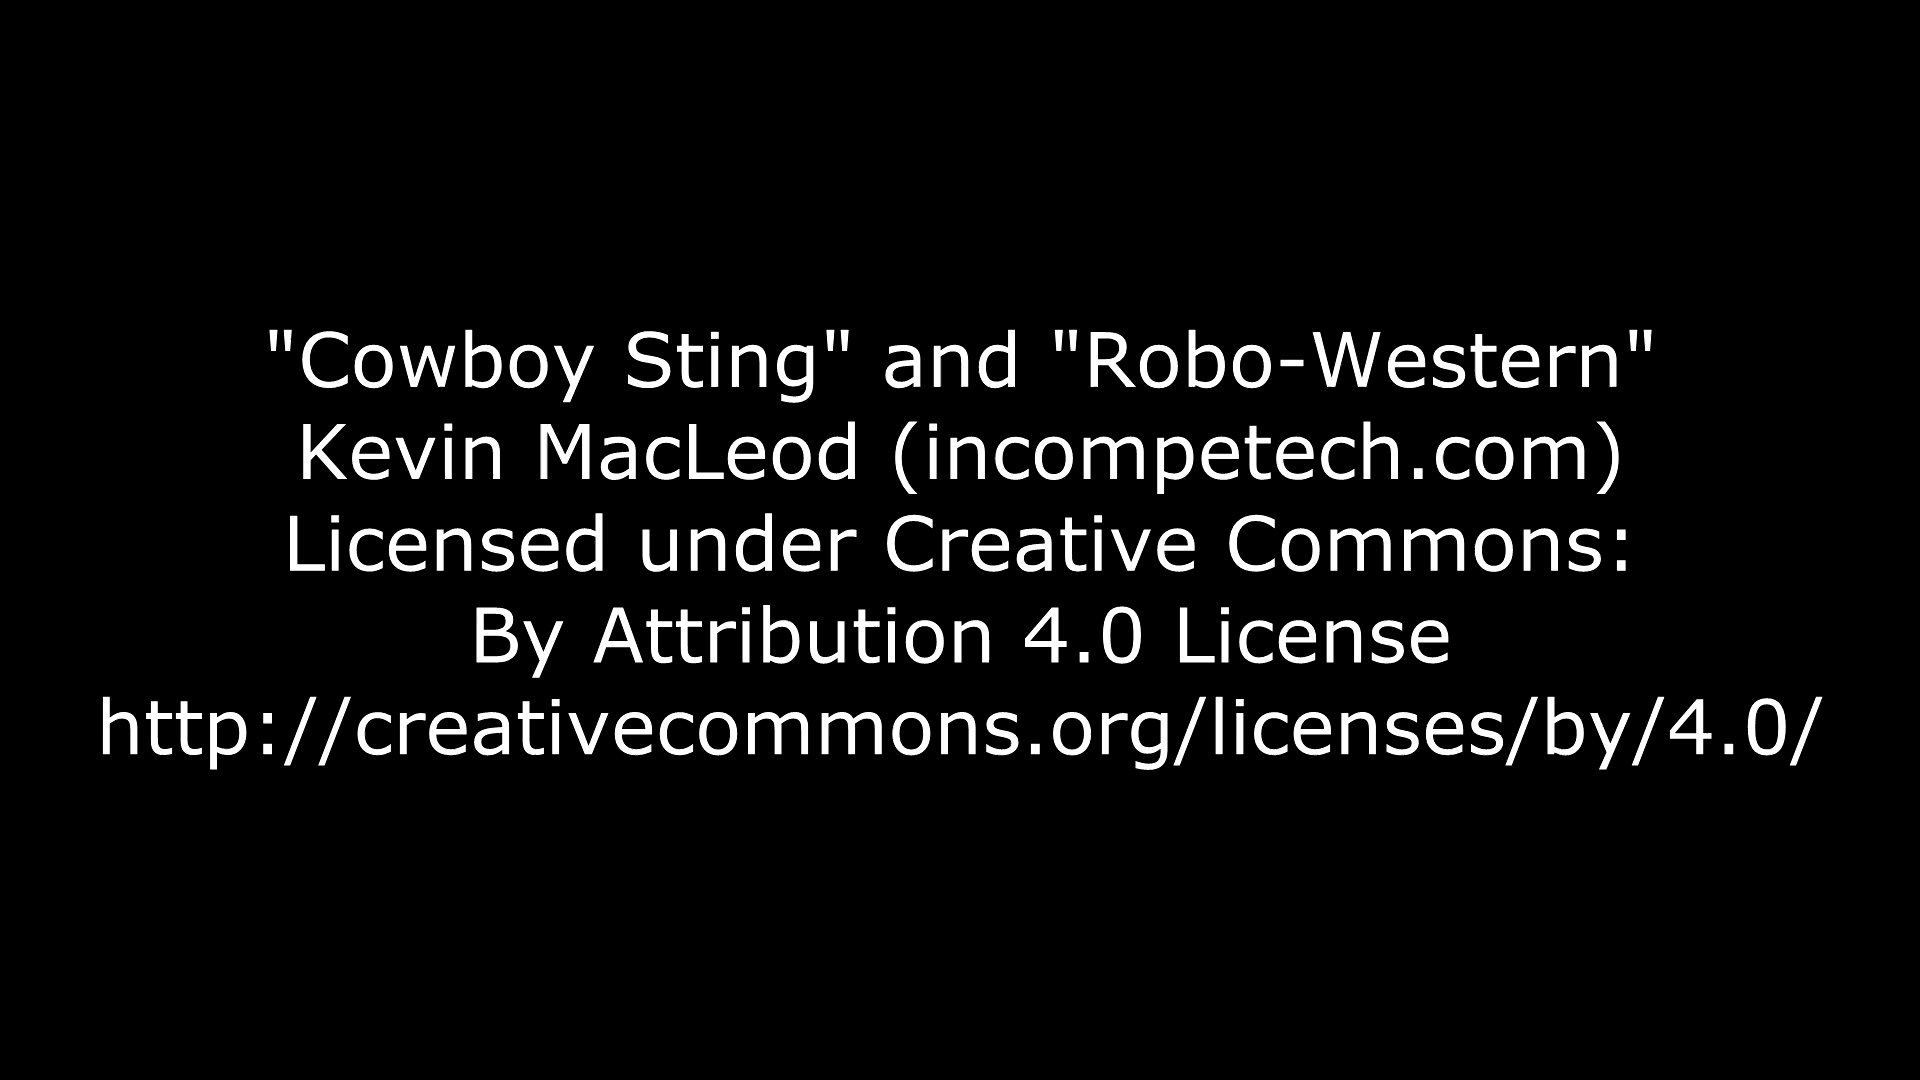 "Cowboy Sting" and "Robo-Western"
Kevin MacLeod (incompetech.com)
Licensed under Creative Commons:
By Attribution 4.0 License
http://creativecommons.org/licenses/by/4.0/